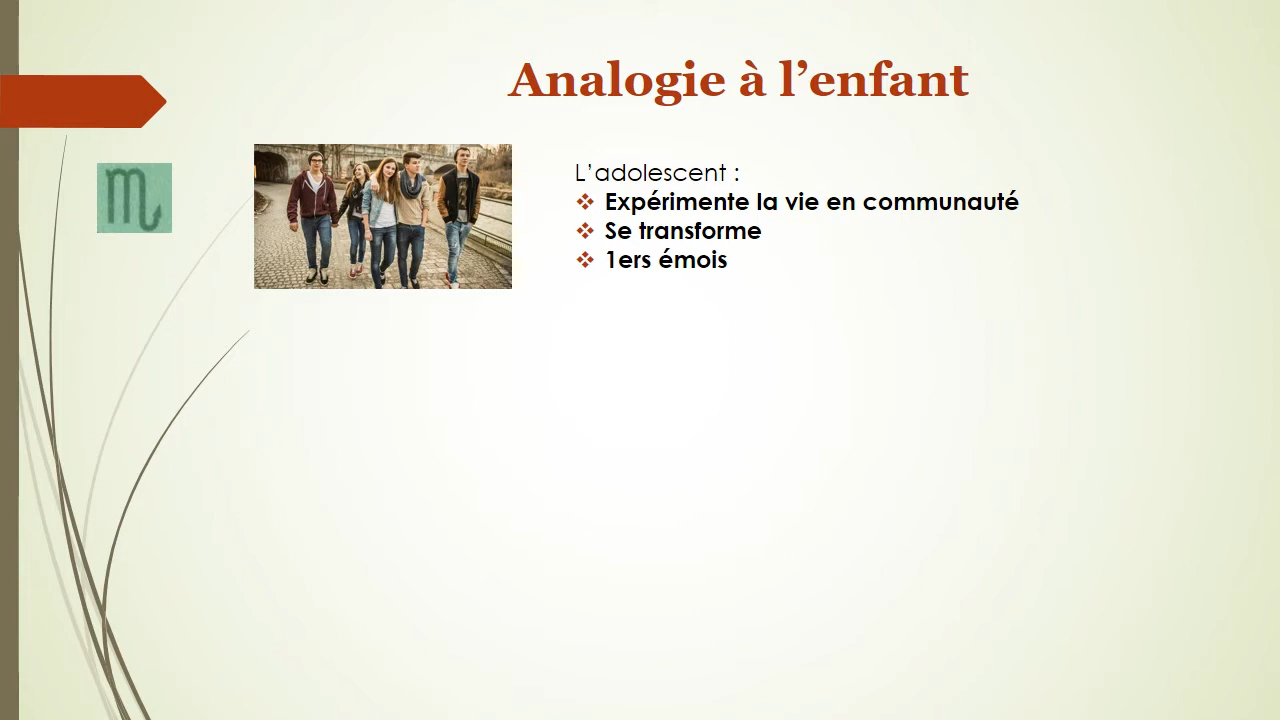 Analogie à l’enfant
L’adolescent :
❖ Expérimente la vie en communauté
❖ Se transforme
❖ 1ers émois